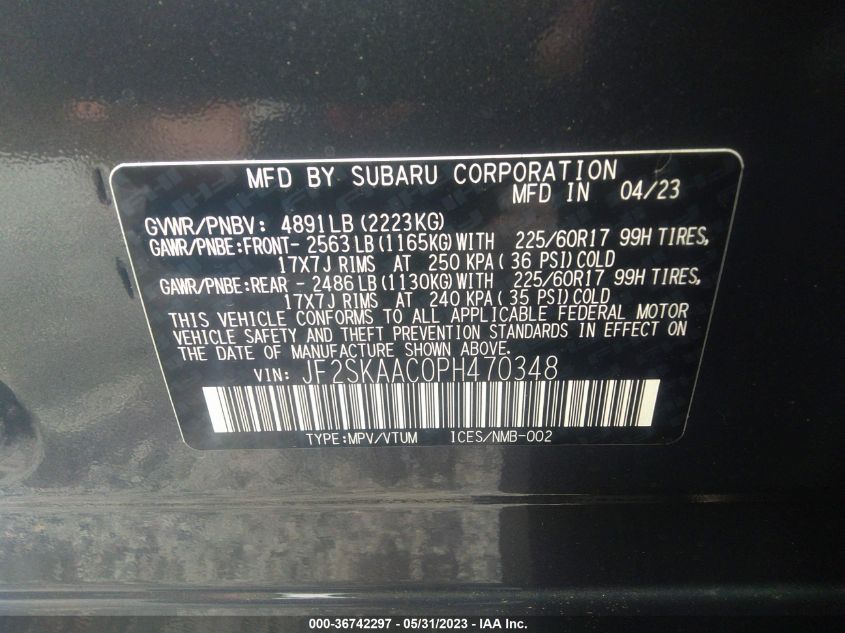 MFD BY SUBARU CORPORATION
MFD IN 04/23
GVWR/PNBV: 4891LB (2223KG)
GAWR/PNBE:FRONT- 2563LB (1165KG) WITH 225/60R17 99H TIRES,
17X7J RIMS AT 250 KPA (36 PSI) COLD
GAWR/PNBE:REAR - 2486LB (1130KG) WITH 225/60R17 99H TIRES,
17X7J RIMS AT 240 KPA (35 PSI) COLD
THIS VEHICLE CONFORMS TO ALL APPLICABLE FEDERAL MOTOR
VEHICLE SAFETY AND THEFT PREVENTION STANDARDS IN EFFECT ON
THE DATE OF MANUFACTURE SHOWN ABOVE.
VIN: JF2SKAAC0PH470348
TYPE:MPV/VTUM ICES/NMB-002
000-36742297 - 05/31/2023 - IAA Inc.